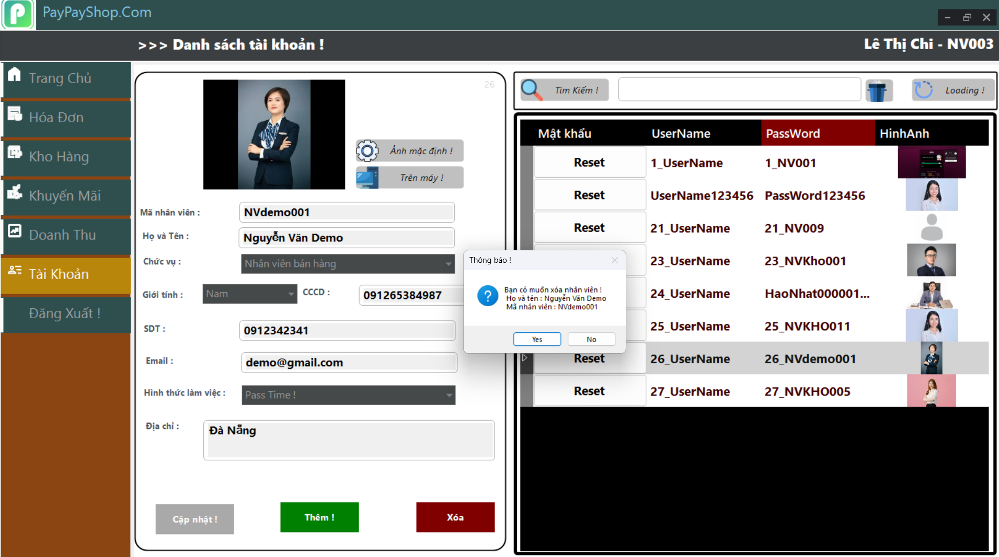 PayPayShop.Com
>>> Danh sách tài khoản !
Lê Thị Chi - NV003
Trang Chủ
Hóa Đơn
Kho Hàng
Khuyến Mãi
Doanh Thu
Tài Khoản
Đăng Xuất !
26
Ảnh mặc định !
Trên máy !
Mã nhân viên :
NVdemo001
Họ và Tên :
Nguyễn Văn Demo
Chức vụ :
Nhân viên bán hàng
Giới tính :
Nam
CCCD :
091265384987
SDT :
0912342341
Email :
demo@gmail.com
Hình thức làm việc :
Pass Time !
Địa chỉ :
Đà Nẵng
Cập nhật !
Thêm !
Xóa
Tìm Kiếm !
Loading !
Mật khẩu UserName PassWord HinhAnh
Reset 1_UserName 1_NV001
Reset UserName123456 PassWord123456
Reset 21_UserName 21_NV009
23_UserName 23_NVKho001
24_UserName HaoNhat000001...
25_UserName 25_NVKHO011
Reset 26_UserName 26_NVdemo001
Reset 27_UserName 27_NVKHO005
Thông báo !
Bạn có muốn xóa nhân viên !
Họ và tên : Nguyễn Văn Demo
Mã nhân viên : NVdemo001
Yes
No